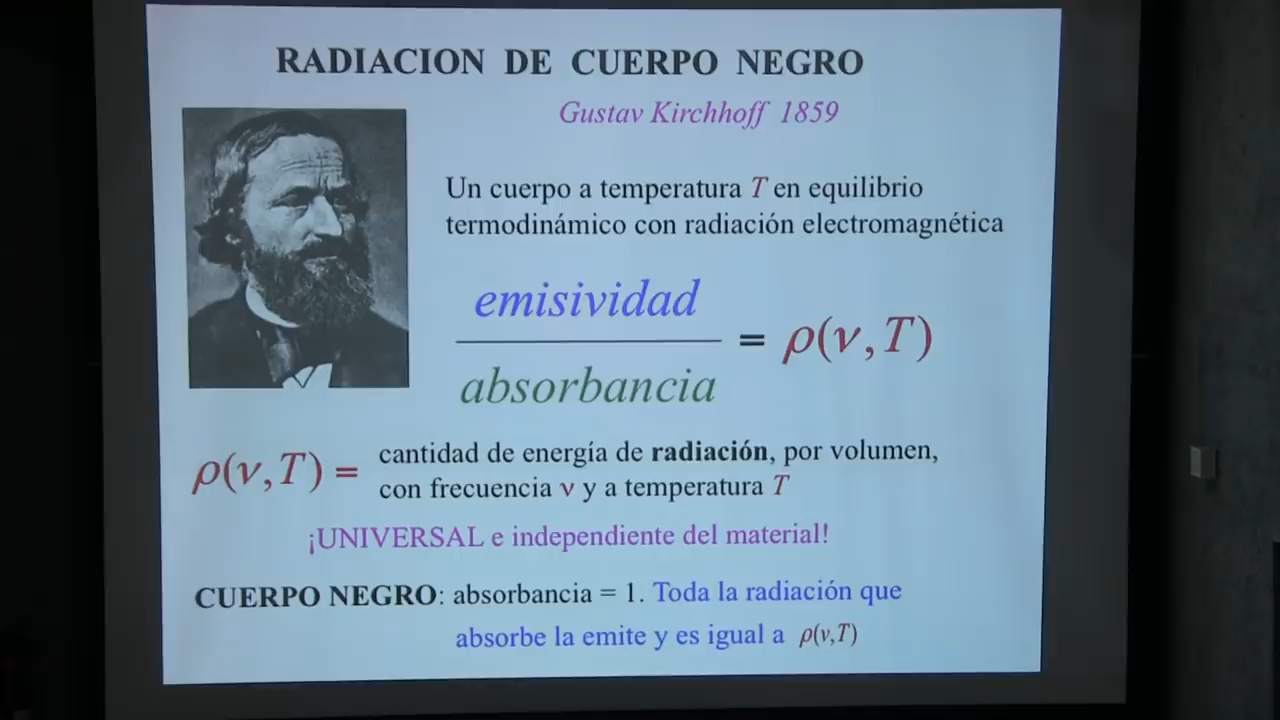 RADIACION DE CUERPO NEGRO
Gustav Kirchhoff 1859
Un cuerpo a temperatura T en equilibrio
termodinámico con radiación electromagnética
emisividad
absorbancia
= ρ(ν,T)
ρ(ν,T) =
cantidad de energía de radiación, por volumen,
con frecuencia ν y a temperatura T
¡UNIVERSAL e independiente del material!
CUERPO NEGRO: absorbancia = 1. Toda la radiación que
absorbe la emite y es igual a ρ(ν,T)